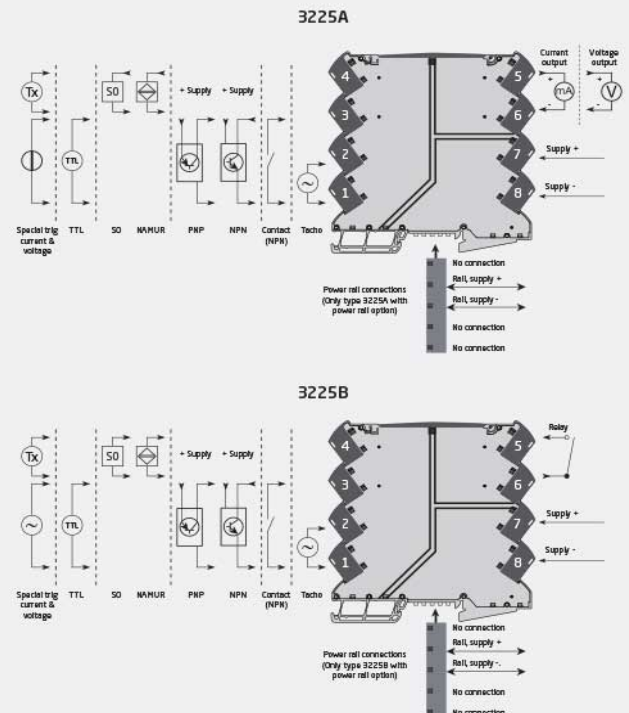 3225A
Current output
Voltage output
Tx
S0
+ Supply
+ Supply
TTL
4
3
2
1
5
6
7
8
+
mA
-
+
V
-
Supply +
Supply -
Special trig current & voltage
TTL
S0
NAMUR
PNP
NPN
Contact (NPN)
Tacho
Power rail connections
(Only type 3225A with
power rail option)
No connection
Rail, supply +
Rail, supply -
No connection
No connection
3225B
Relay
Tx
S0
+ Supply
+ Supply
TTL
4
3
2
1
5
6
7
8
Supply +
Supply -
Special trig current & voltage
TTL
S0
NAMUR
PNP
NPN
Contact (NPN)
Tacho
Power rail connections
(Only type 3225B with
power rail option)
No connection
Rail, supply +
Rail, supply -.
No connection
No connection